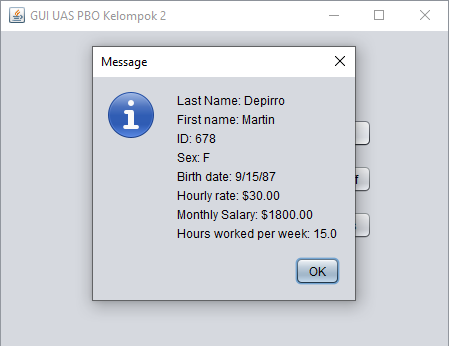 GUI UAS PBO Kelompok 2
Message
Last Name: Depirro
First name: Martin
ID: 678
Sex: F
Birth date: 9/15/87
Hourly rate: $30.00
Monthly Salary: $1800.00
Hours worked per week: 15.0
OK